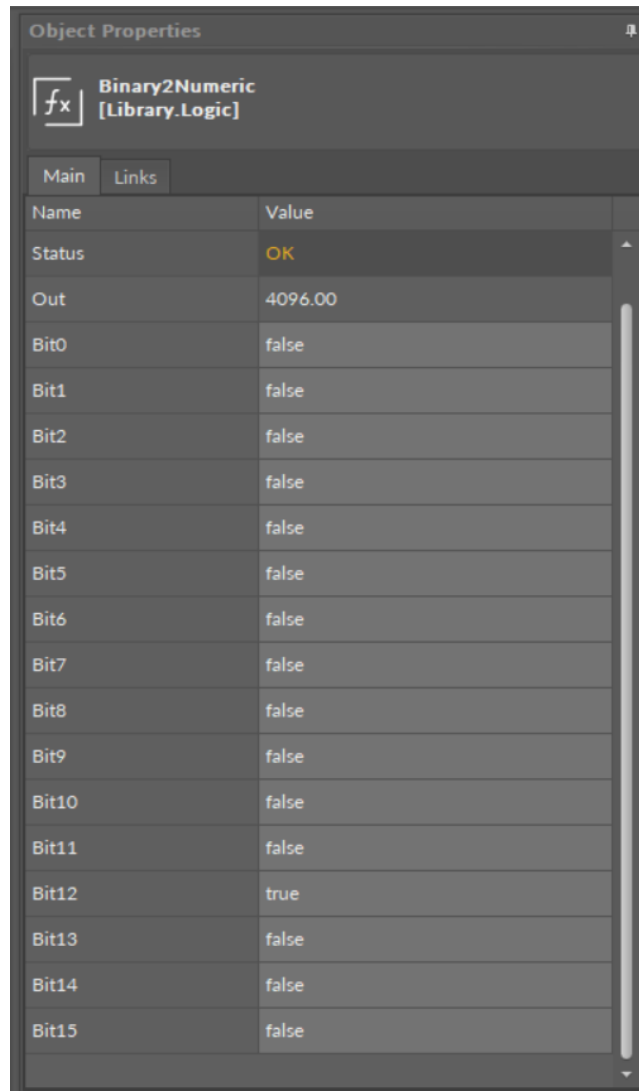 Object Properties
Binary2Numeric
[Library.Logic]
Main Links
Name Value
Status OK
Out 4096.00
Bit0 false
Bit1 false
Bit2 false
Bit3 false
Bit4 false
Bit5 false
Bit6 false
Bit7 false
Bit8 false
Bit9 false
Bit10 false
Bit11 false
Bit12 true
Bit13 false
Bit14 false
Bit15 false